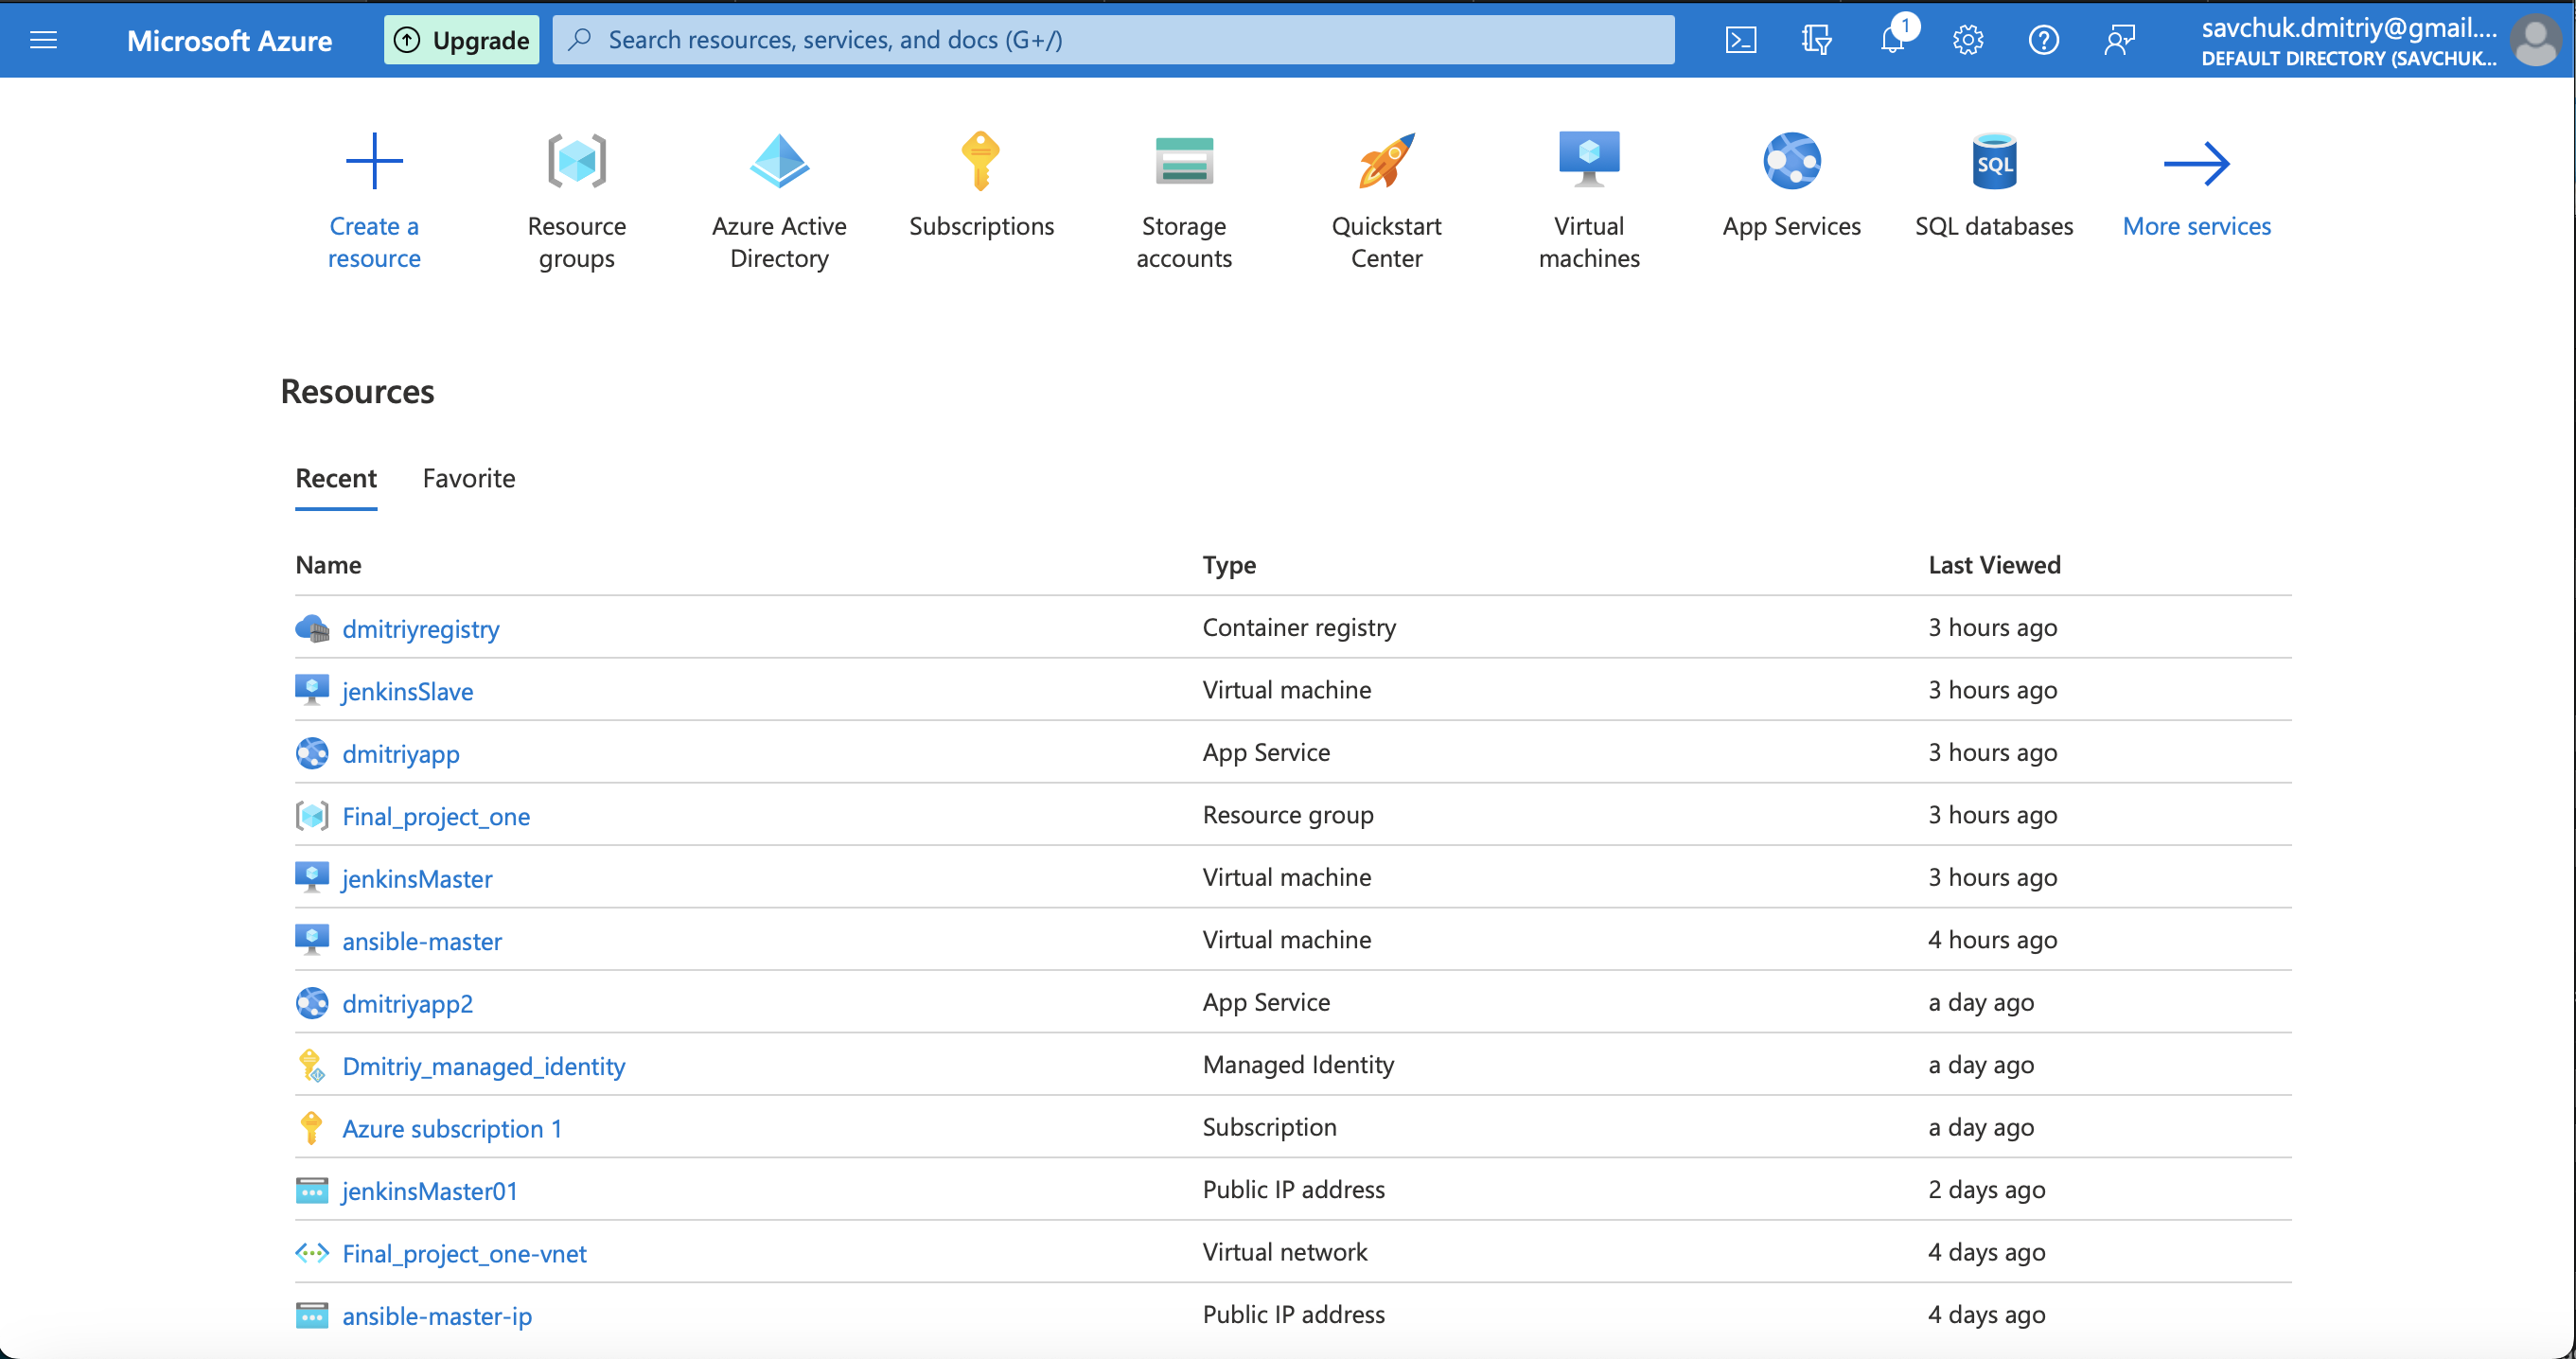 Microsoft Azure
Upgrade
Search resources, services, and docs (G+/)
1
savchuk.dmitriy@gmail....
DEFAULT DIRECTORY (SAVCHUK...
Create a
resource
Resource
groups
Azure Active
Directory
Subscriptions
Storage
accounts
Quickstart
Center
Virtual
machines
App Services
SQL
SQL databases
More services
Resources
Recent Favorite
Name Type Last Viewed
dmitriyregistry Container registry 3 hours ago
jenkinsSlave Virtual machine 3 hours ago
dmitriyapp App Service 3 hours ago
Final_project_one Resource group 3 hours ago
jenkinsMaster Virtual machine 3 hours ago
ansible-master Virtual machine 4 hours ago
dmitriyapp2 App Service a day ago
Dmitriy_managed_identity Managed Identity a day ago
Azure subscription 1 Subscription a day ago
jenkinsMaster01 Public IP address 2 days ago
Final_project_one-vnet Virtual network 4 days ago
ansible-master-ip Public IP address 4 days ago